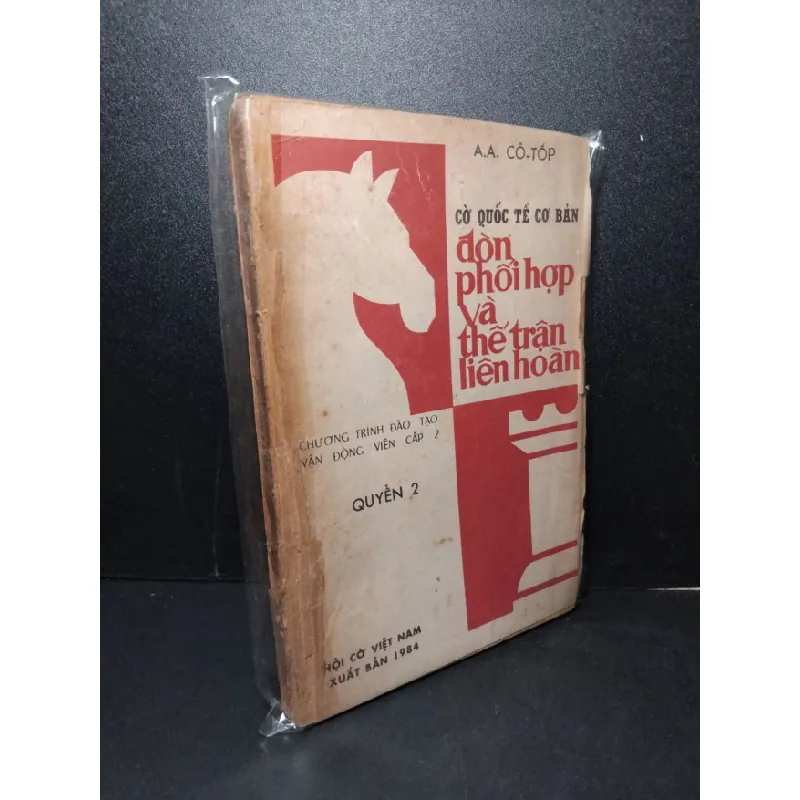 A.A. CÔ-TỐP
CỜ QUỐC TẾ CƠ BẢN
đòn
phối hợp
và
thế trận
liên hoàn
CHƯƠNG TRÌNH ĐÀO TẠO
VẬN ĐỘNG VIÊN CẤP 2
QUYỂN 2
HỘI CỜ VIỆT NAM
XUẤT BẢN 1984